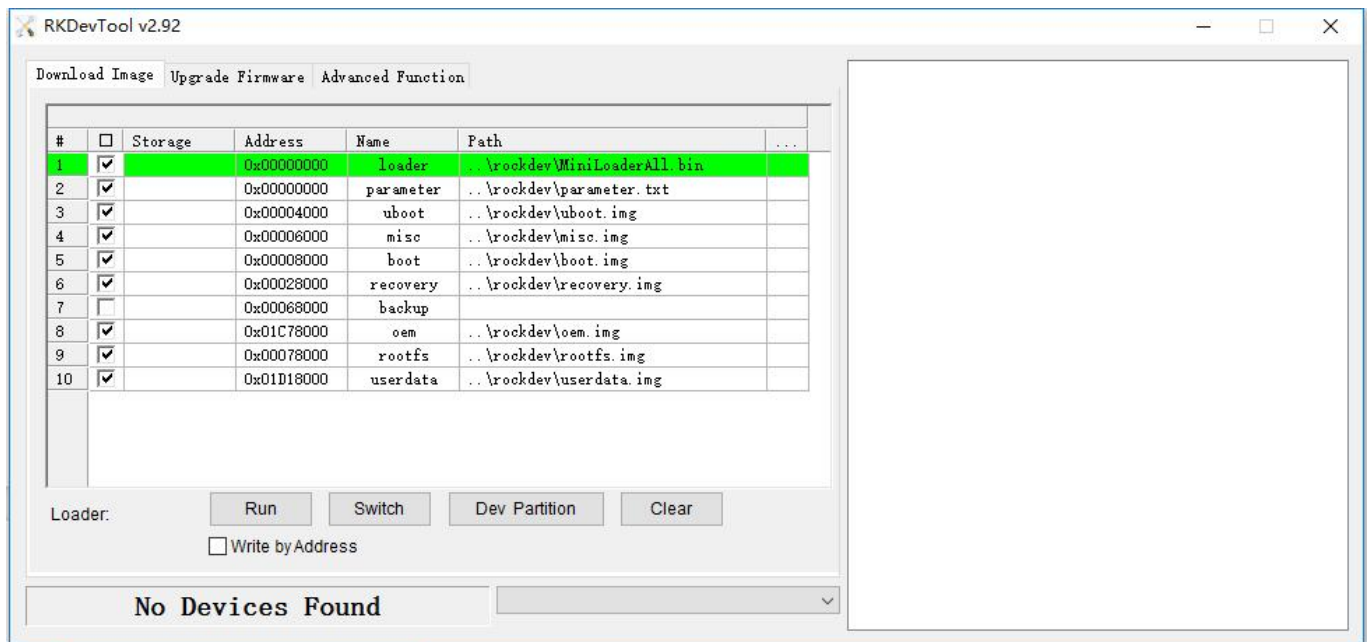 RKDevTool v2.92
Download Image Upgrade Firmware Advanced Function
# Storage Address Name Path ...
1 0x00000000 loader ..\rockdev\MiniLoaderAll.bin
2 0x00000000 parameter ..\rockdev\parameter.txt
3 0x00004000 uboot ..\rockdev\uboot.img
4 0x00006000 misc ..\rockdev\misc.img
5 0x00008000 boot ..\rockdev\boot.img
6 0x00028000 recovery ..\rockdev\recovery.img
7 0x00068000 backup
8 0x01C78000 oem ..\rockdev\oem.img
9 0x00078000 rootfs ..\rockdev\rootfs.img
10 0x01D18000 userdata ..\rockdev\userdata.img
Loader: Run Switch Dev Partition Clear
Write by Address
No Devices Found